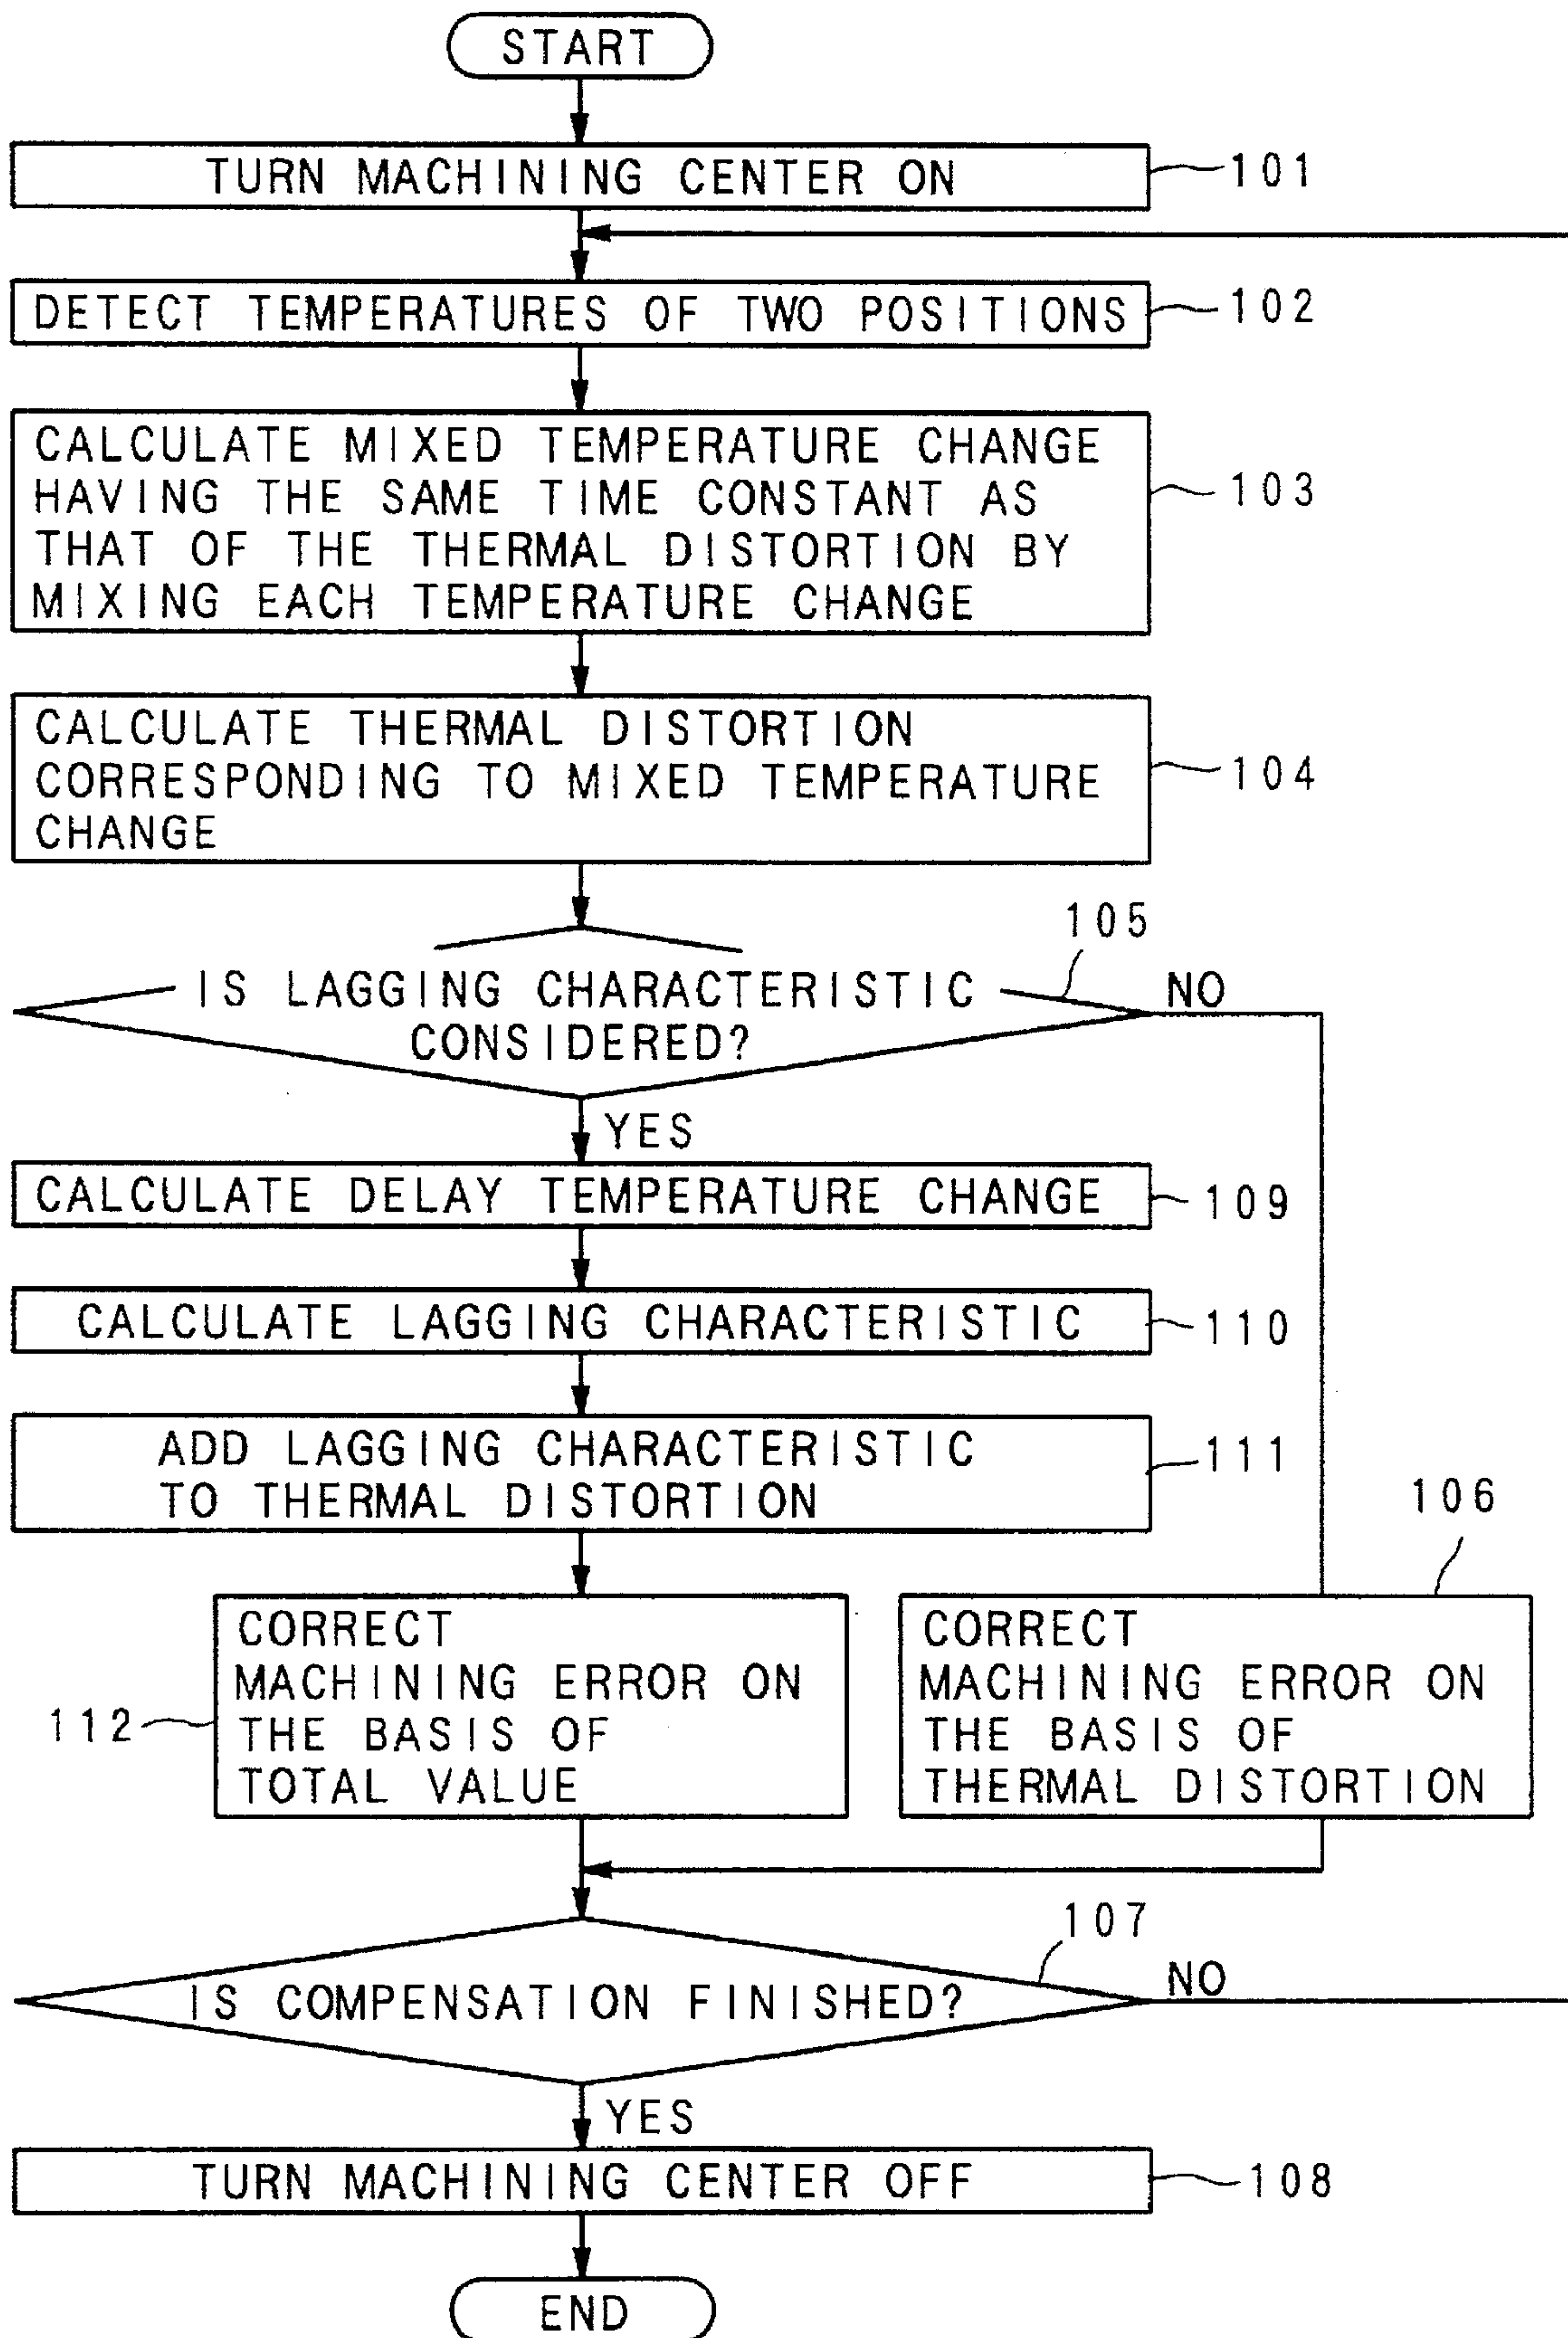 START
TURN MACHINING CENTER ON
101
DETECT TEMPERATURES OF TWO POSITIONS
102
CALCULATE MIXED TEMPERATURE CHANGE
HAVING THE SAME TIME CONSTANT AS
THAT OF THE THERMAL DISTORTION BY
MIXING EACH TEMPERATURE CHANGE
103
CALCULATE THERMAL DISTORTION
CORRESPONDING TO MIXED TEMPERATURE
CHANGE
104
105
IS LAGGING CHARACTERISTIC
CONSIDERED?
NO
YES
CALCULATE DELAY TEMPERATURE CHANGE
109
CALCULATE LAGGING CHARACTERISTIC
110
ADD LAGGING CHARACTERISTIC
TO THERMAL DISTORTION
111
106
CORRECT
MACHINING ERROR ON
THE BASIS OF
TOTAL VALUE
112
CORRECT
MACHINING ERROR ON
THE BASIS OF
THERMAL DISTORTION
107
IS COMPENSATION FINISHED?
NO
YES
TURN MACHINING CENTER OFF
108
END